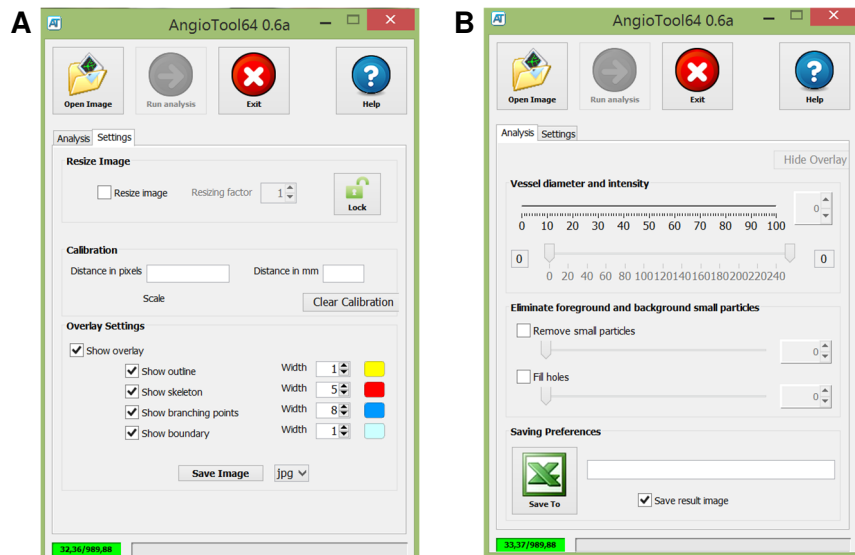 A
AT AngioTool64 0.6a
Open Image Run analysis Exit Help
Analysis Settings
Resize Image
Resize image Resizing factor 1 Lock
Calibration
Distance in pixels Distance in mm
Scale Clear Calibration
Overlay Settings
Show overlay
Show outline Width 1
Show skeleton Width 5
Show branching points Width 8
Show boundary Width 1
Save Image jpg
32,36/989,88
B
AT AngioTool64 0.6a
Open Image Run analysis Exit Help
Analysis Settings
Hide Overlay
Vessel diameter and intensity
0
0 10 20 30 40 50 60 70 80 90 100
0 0
0 20 40 60 80 100120140160180200220240
Eliminate foreground and background small particles
Remove small particles
0
Fill holes
0
Saving Preferences
Save To
Save result image
33,37/989,88